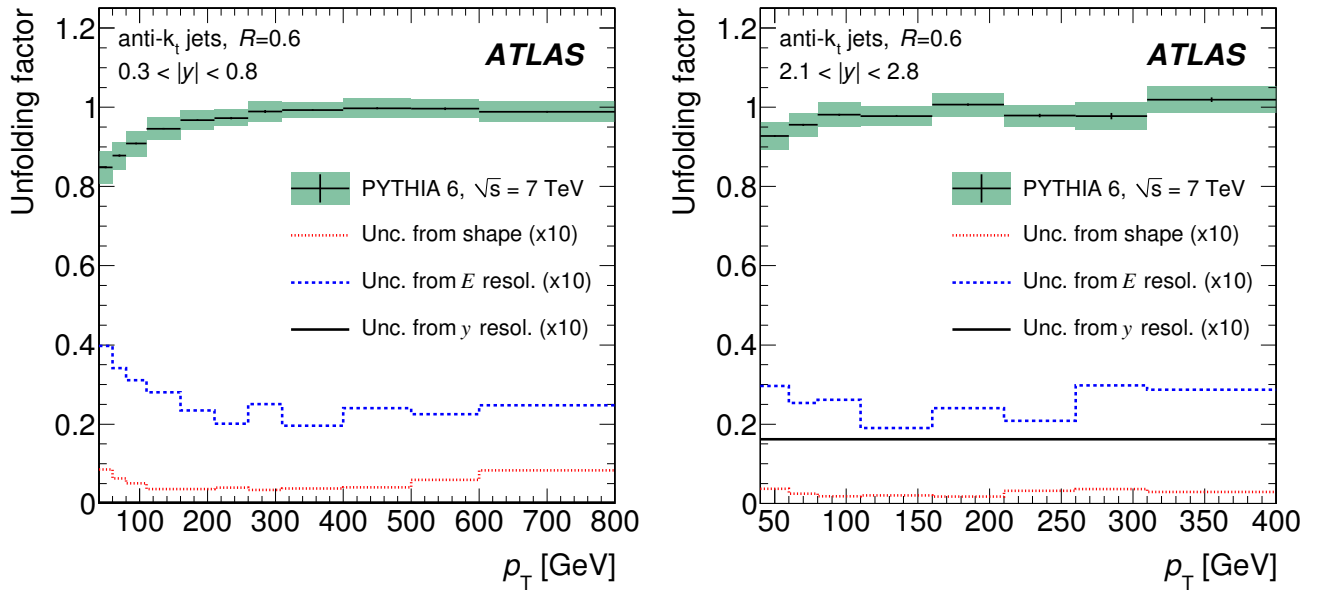 Unfolding factor
1.2
1
0.8
0.6
0.4
0.2
0
anti-kt jets, R=0.6
0.3 < |y| < 0.8
ATLAS
PYTHIA 6, √s = 7 TeV
Unc. from shape (x10)
Unc. from E resol. (x10)
Unc. from y resol. (x10)
100 200 300 400 500 600 700 800
pT [GeV]
Unfolding factor
1.2
1
0.8
0.6
0.4
0.2
0
anti-kt jets, R=0.6
2.1 < |y| < 2.8
ATLAS
PYTHIA 6, √s = 7 TeV
Unc. from shape (x10)
Unc. from E resol. (x10)
Unc. from y resol. (x10)
50 100 150 200 250 300 350 400
pT [GeV]